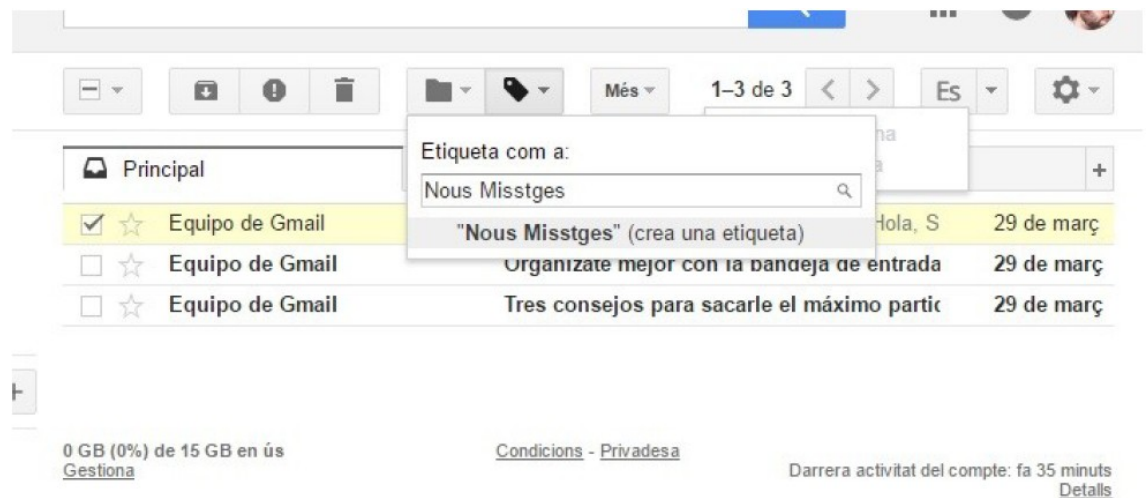 Més
1–3 de 3
Es
Etiqueta com a:
Principal
Nous Misstges
"Nous Misstges" (crea una etiqueta)
Equipo de Gmail
Hola, S
29 de març
Equipo de Gmail
Organízate mejor con la bandeja de entrada
29 de març
Equipo de Gmail
Tres consejos para sacarle el máximo partic
29 de març
0 GB (0%) de 15 GB en ús
Gestiona
Condicions - Privadesa
Darrera activitat del compte: fa 35 minuts
Detalls